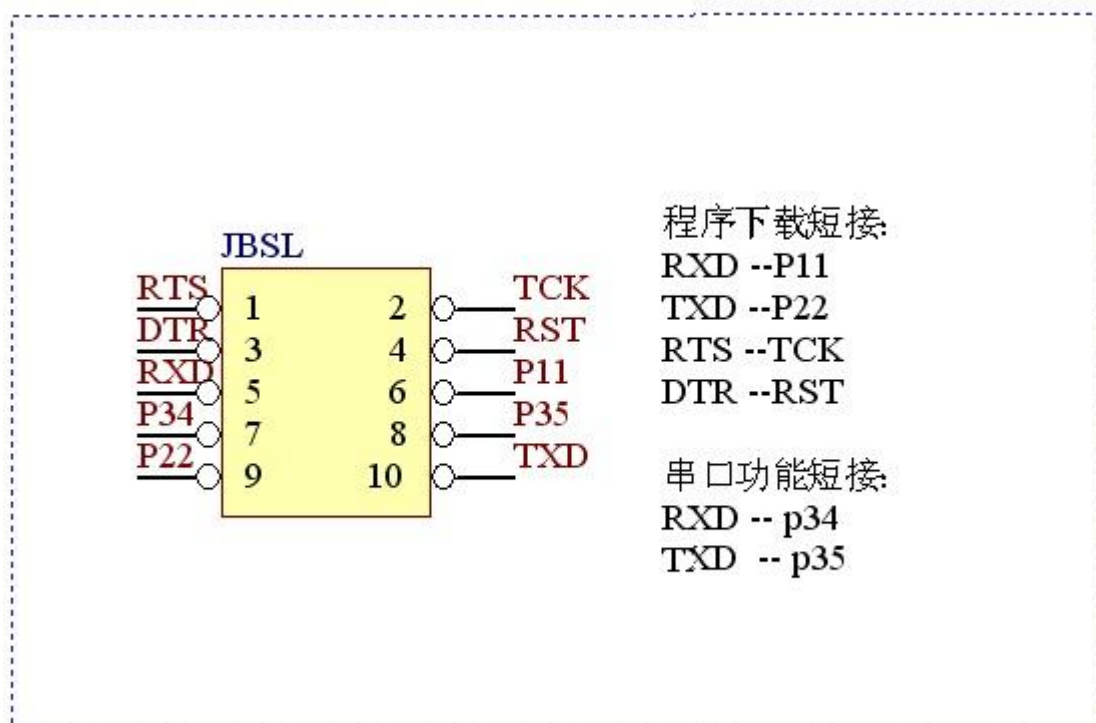 JBSL
RTS 1 2 TCK
DTR 3 4 RST
RXD 5 6 P11
P34 7 8 P35
P22 9 10 TXD
程序下载短接:
RXD --P11
TXD --P22
RTS --TCK
DTR --RST
串口功能短接:
RXD -- p34
TXD -- p35